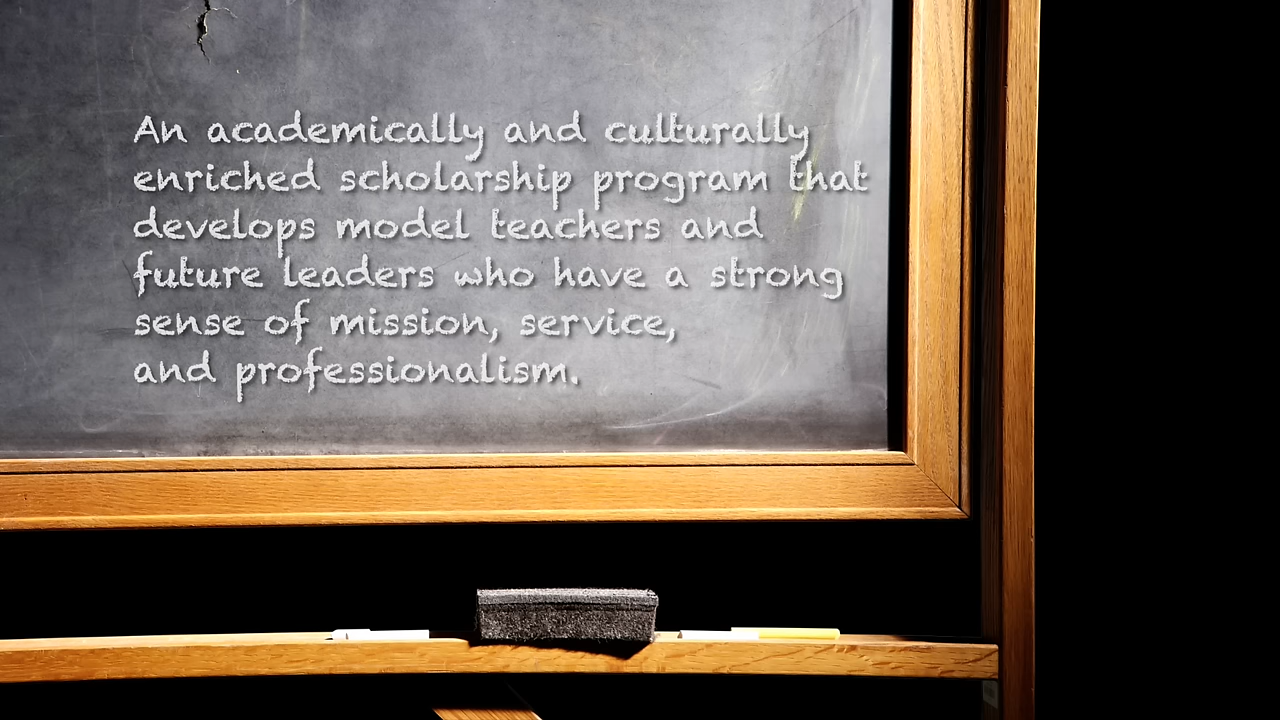 An academically and culturally
enriched scholarship program that
develops model teachers and
future leaders who have a strong
sense of mission, service,
and professionalism.